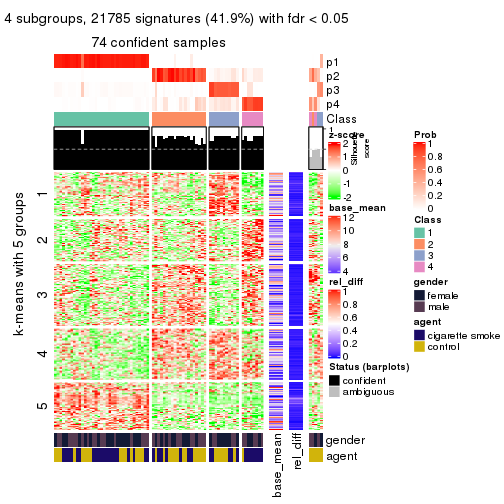 4 subgroups, 21785 signatures (41.9%) with fdr < 0.05
74 confident samples
p1
p2
p3
p4
Class
1
Silhouette
score
k-means with 5 groups
1
2
3
4
5
base_mean
rel_diff
gender
agent
z-score
2
1
0
-1
-2
base_mean
12
10
8
6
4
rel_diff
1
0.8
0.6
0.4
0.2
0
Status (barplots)
confident
ambiguous
Prob
1
0.8
0.6
0.4
0.2
0
Class
1
2
3
4
gender
female
male
agent
cigarette smoke
control